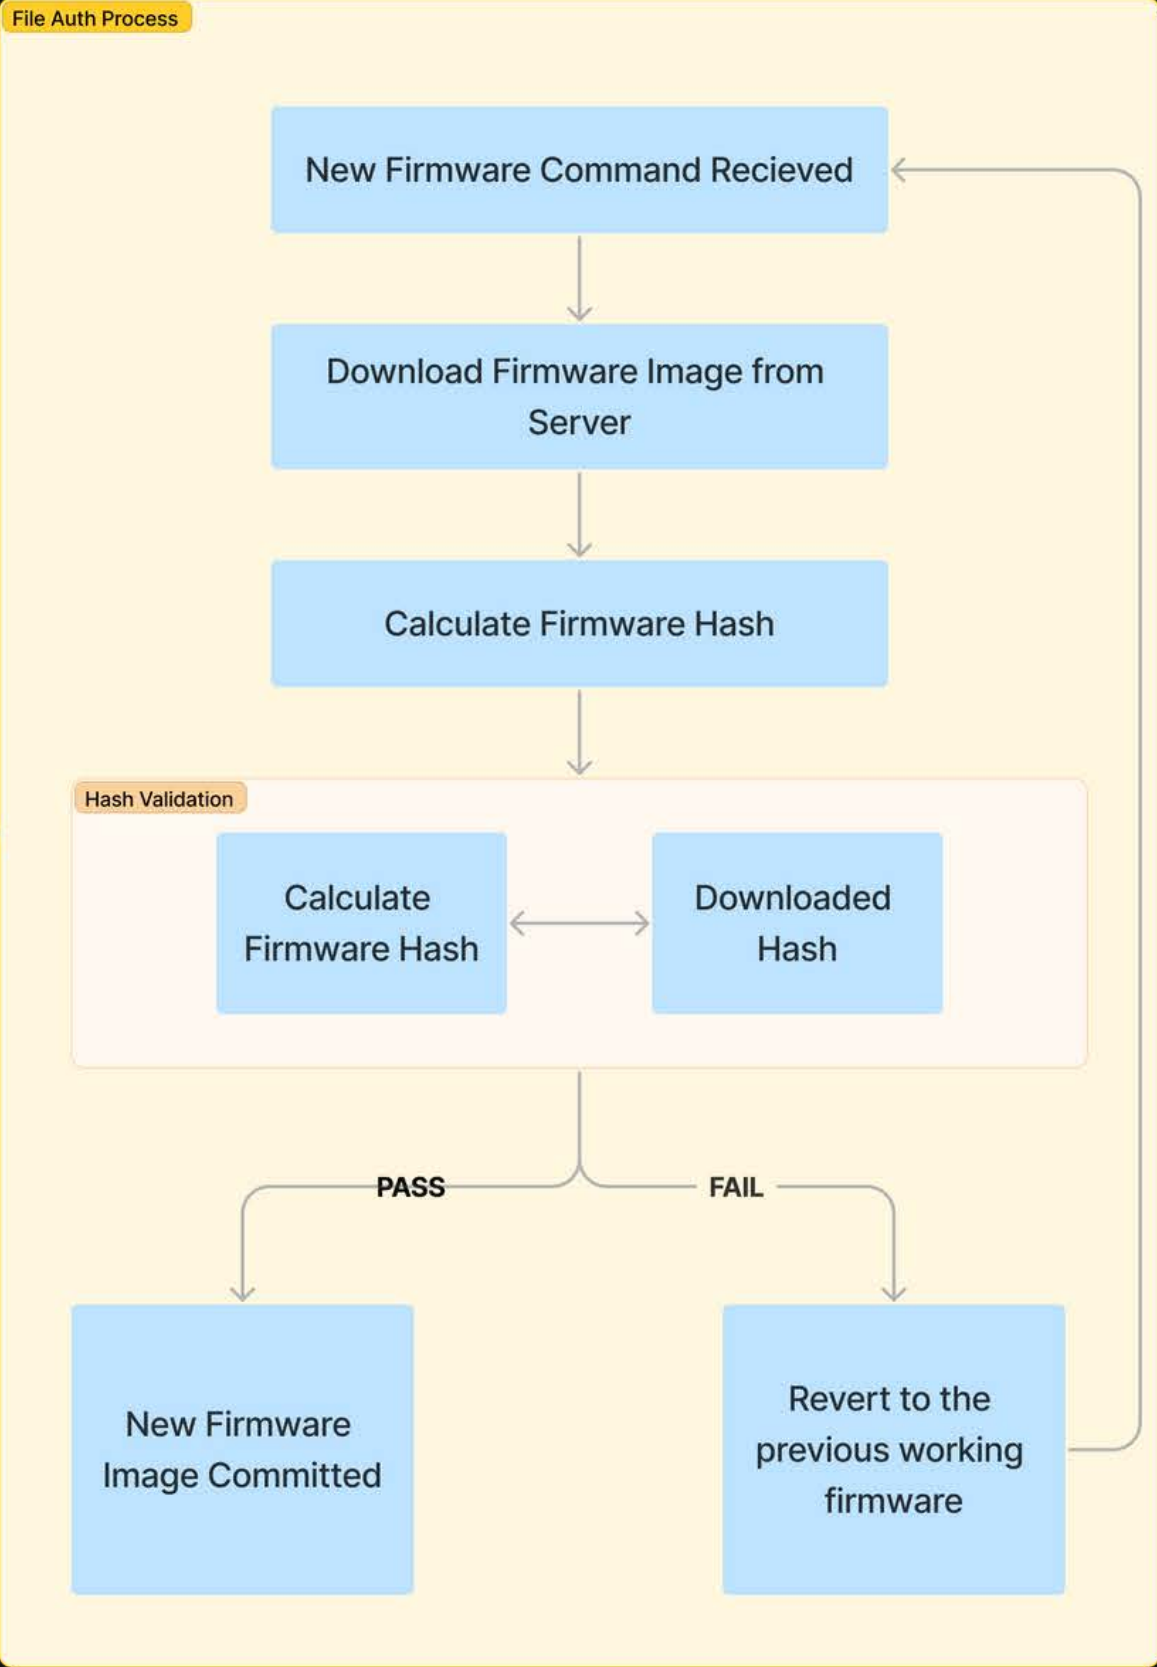 File Auth Process
New Firmware Command Recieved
Download Firmware Image from
Server
Calculate Firmware Hash
Hash Validation
Calculate
Firmware Hash
Downloaded
Hash
PASS
FAIL
New Firmware
Image Committed
Revert to the
previous working
firmware